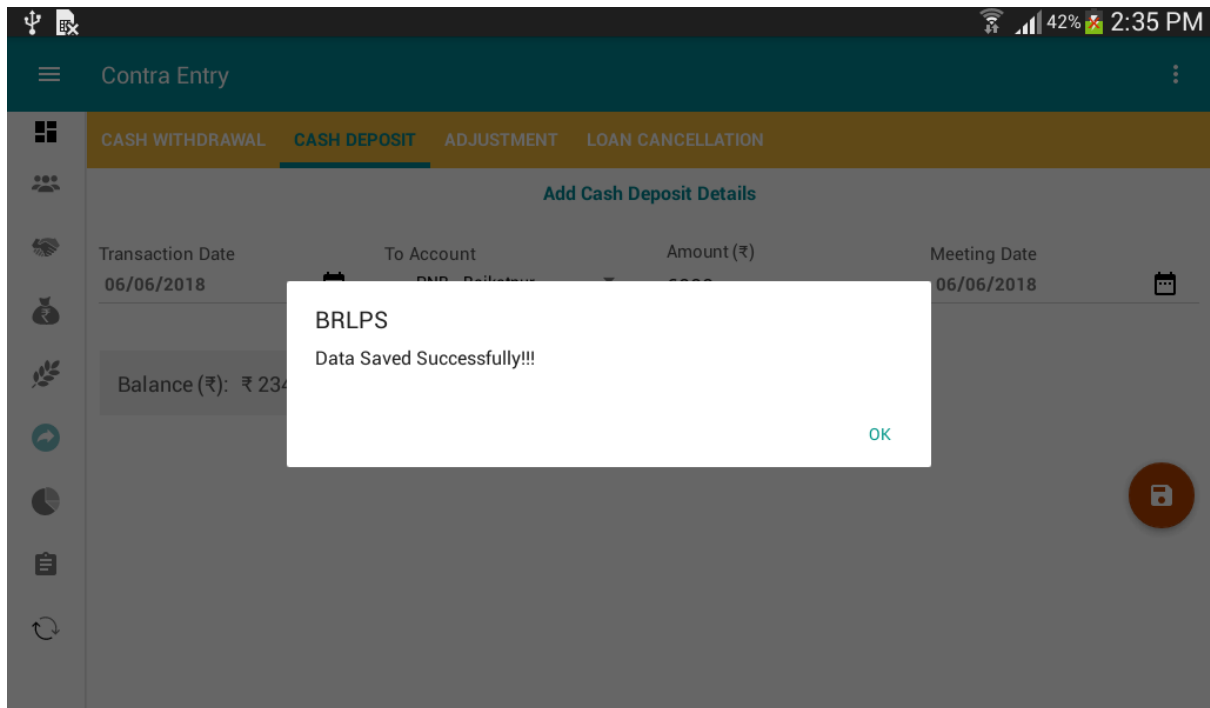 42% 2:35 PM
Contra Entry
CASH WITHDRAWAL CASH DEPOSIT ADJUSTMENT LOAN CANCELLATION
Add Cash Deposit Details
Transaction Date To Account Amount (₹) Meeting Date
06/06/2018 06/06/2018
BRLPS
Data Saved Successfully!!!
Balance (₹): ₹ 234
OK